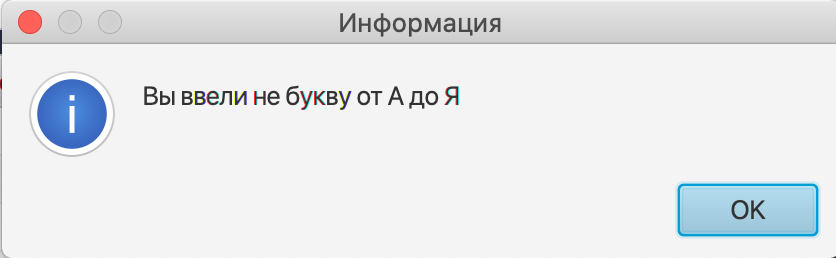 Информация
Вы ввели не букву от А до Я
OK